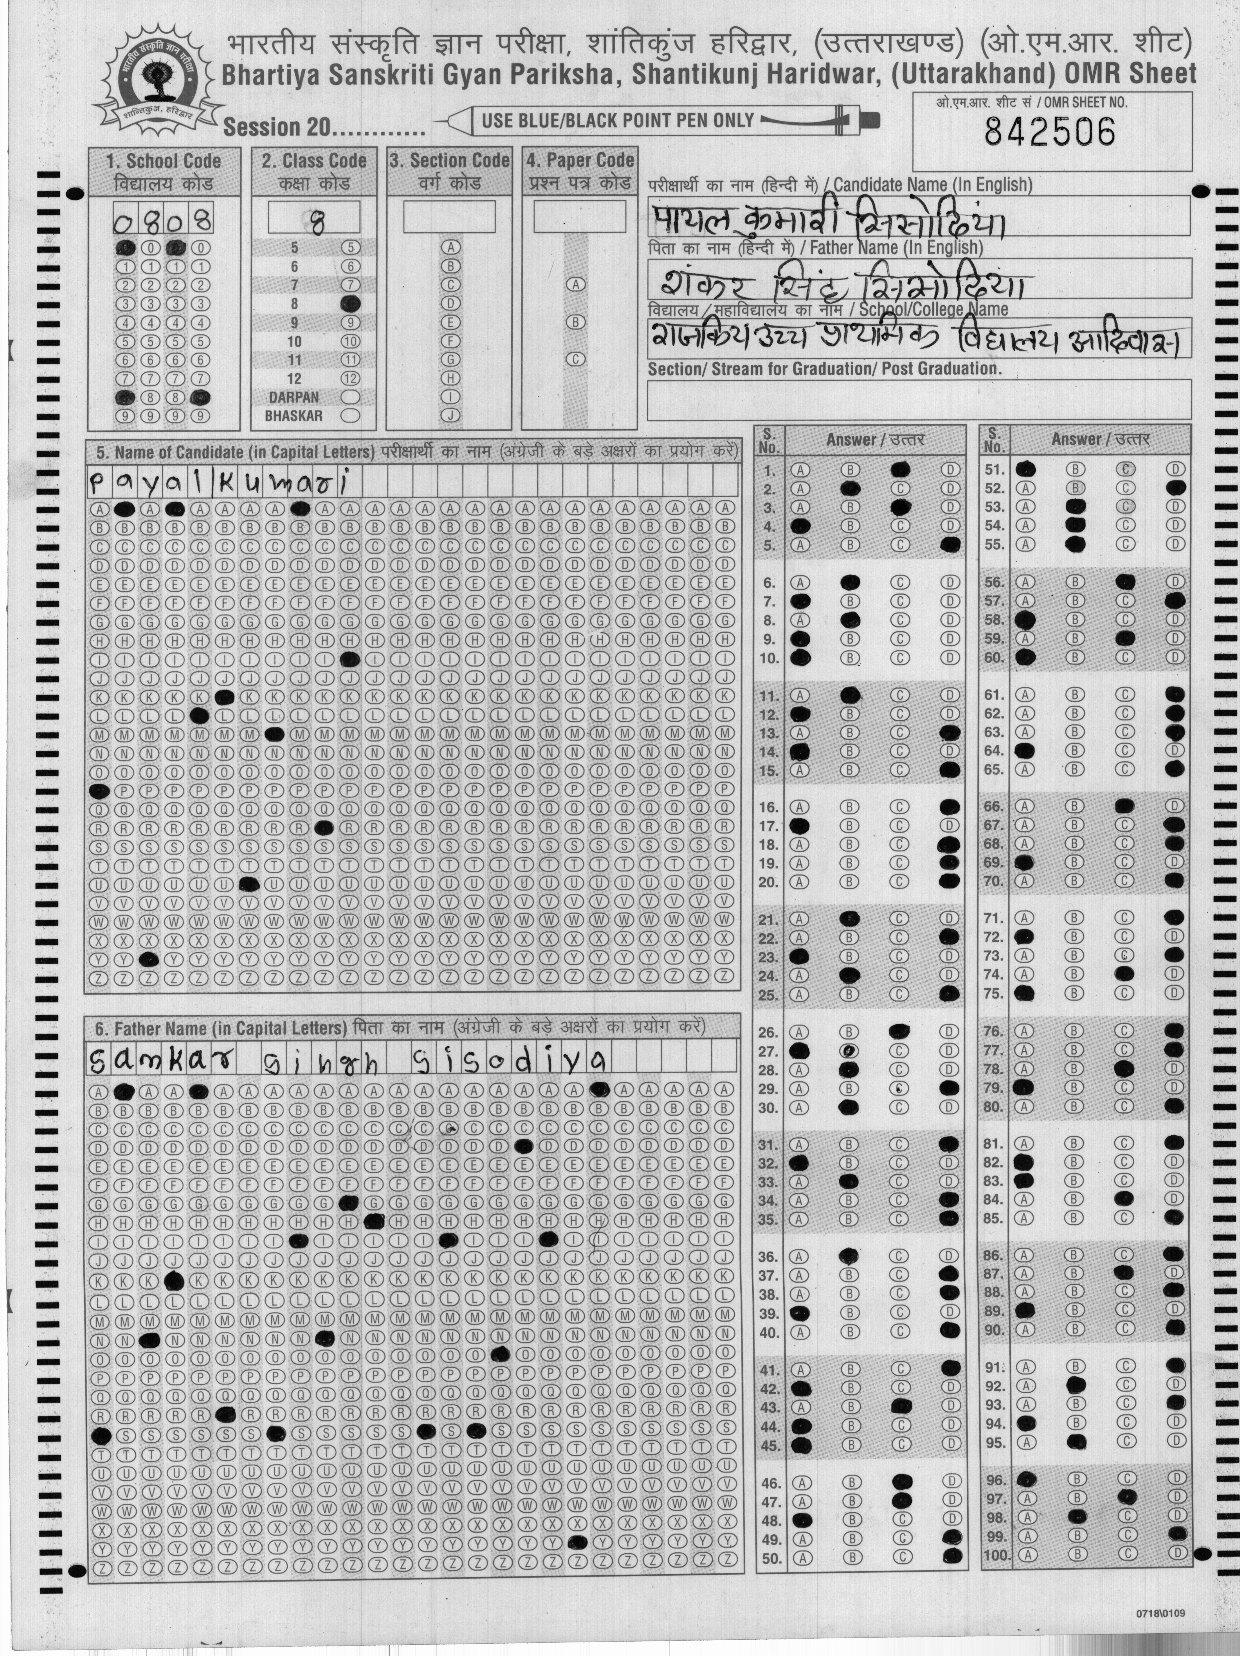 भारतीय संस्कृति ज्ञान परीक्षा, शांतिकुंज हरिद्वार, (उत्तराखण्ड) (ओ.एम.आर. शीट)
Bhartiya Sanskriti Gyan Pariksha, Shantikunj Haridwar, (Uttarakhand) OMR Sheet
Session 20............
USE BLUE/BLACK POINT PEN ONLY
ओ.एम.आर. शीट सं / OMR SHEET NO.
842506
1. School Code
विद्यालय कोड
0808
2. Class Code
कक्षा कोड
8
5
6
7
8
9
10
11
12
DARPAN
BHASKAR
3. Section Code
वर्ग कोड
A
B
C
D
E
F
G
H
I
J
4. Paper Code
प्रश्न पत्र कोड
A
B
C
परीक्षार्थी का नाम (हिन्दी में) / Candidate Name (In English)
पायल कुमारी सिसोदिया
पिता का नाम (हिन्दी में) / Father Name (In English)
शंकर सिंह सिसोदिया
विद्यालय / महाविद्यालय का नाम / School/College Name
राजकिय उच्च प्राथमिक विद्यालय आदिवास
Section/ Stream for Graduation/ Post Graduation.
5. Name of Candidate (in Capital Letters) परीक्षार्थी का नाम (अंग्रेजी के बड़े अक्षरों का प्रयोग करें)
payalkumari
6. Father Name (in Capital Letters) पिता का नाम (अंग्रेजी के बड़े अक्षरों का प्रयोग करें)
Sankar Singh Sisodiya
S. No. Answer / उत्तर
S. No. Answer / उत्तर
0718\0109